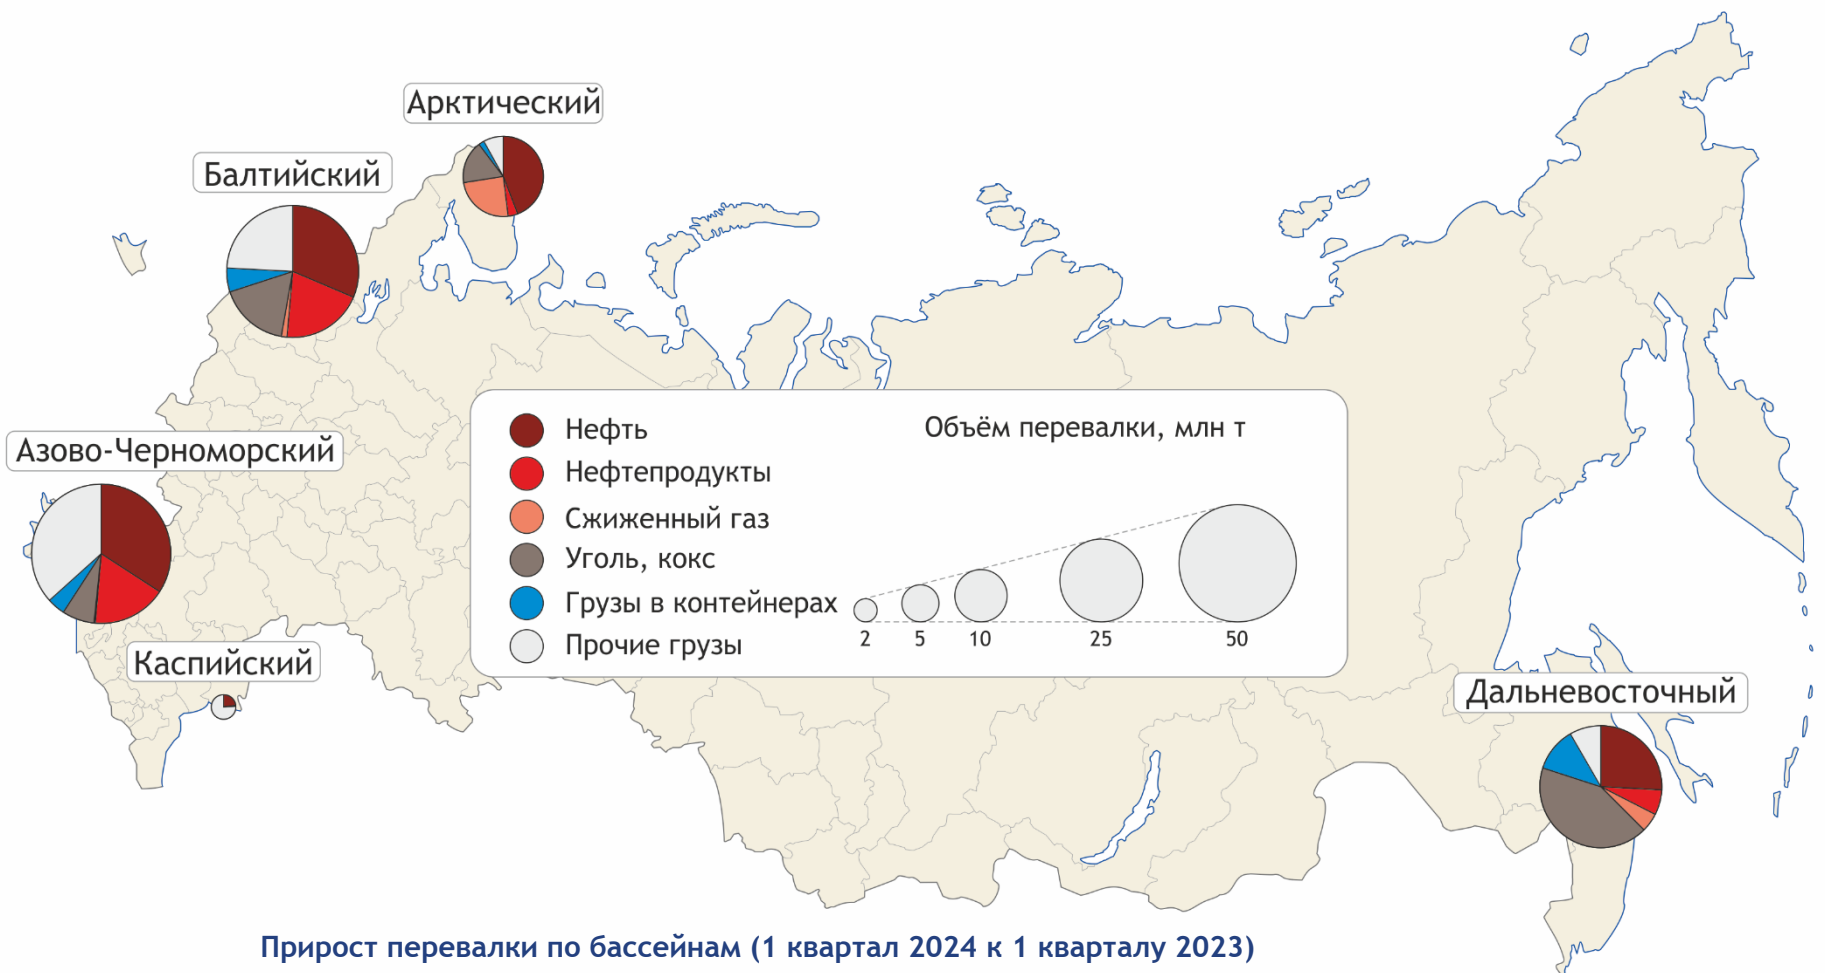 Арктический
Балтийский
Азово-Черноморский
Каспийский
Дальневосточный
Нефть
Нефтепродукты
Сжиженный газ
Уголь, кокс
Грузы в контейнерах
Прочие грузы
Объём перевалки, млн т
2 5 10 25 50
Прирост перевалки по бассейнам (1 квартал 2024 к 1 кварталу 2023)